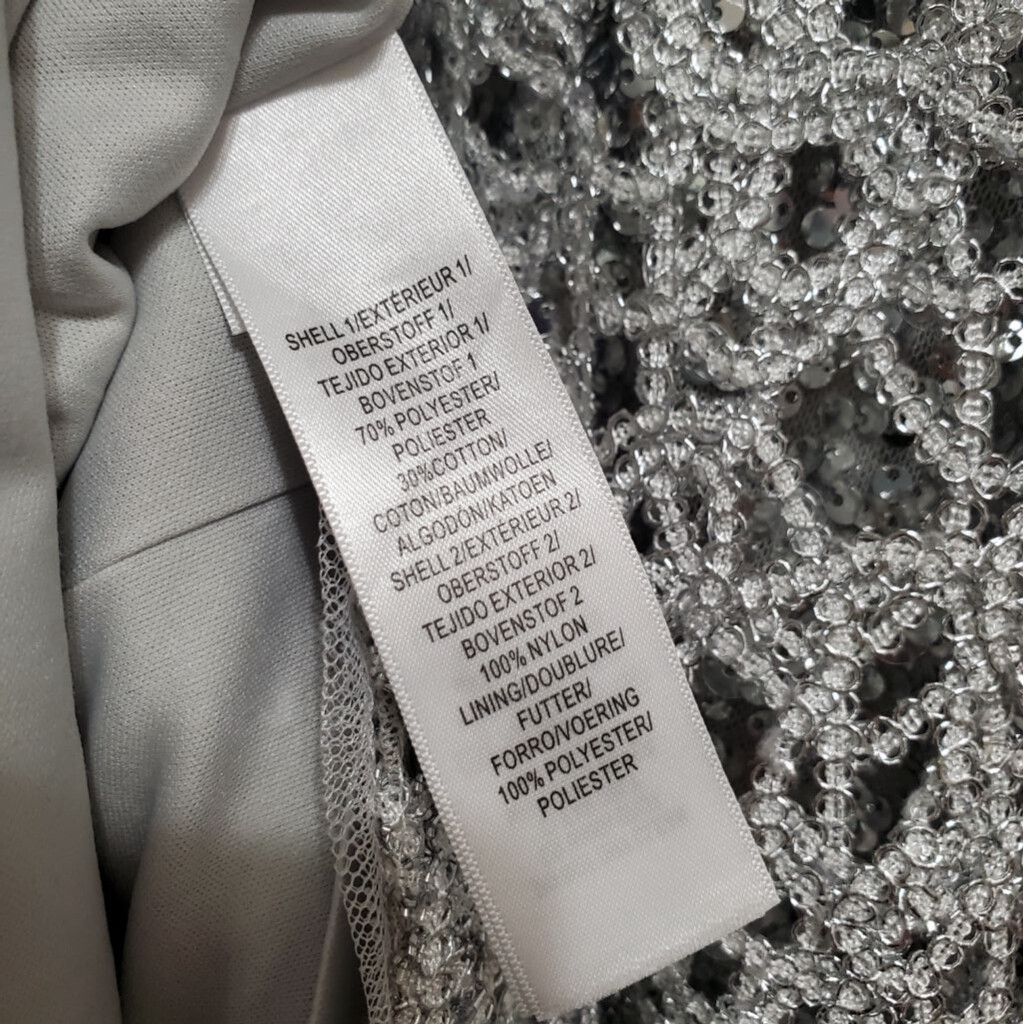 SHELL 1/EXTÉRIEUR 1/
OBERSTOFF 1/
TEJIDO EXTERIOR 1/
BOVENSTOF 1
70% POLYESTER/
POLIESTER
30%COTTON/
COTON/BAUMWOLLE/
ALGODON/KATOEN
SHELL 2/EXTÉRIEUR 2/
OBERSTOFF 2/
TEJIDO EXTERIOR 2/
BOVENSTOF 2
100% NYLON
LINING/DOUBLURE/
FUTTER/
FORRO/VOERING
100% POLYESTER/
POLIESTER